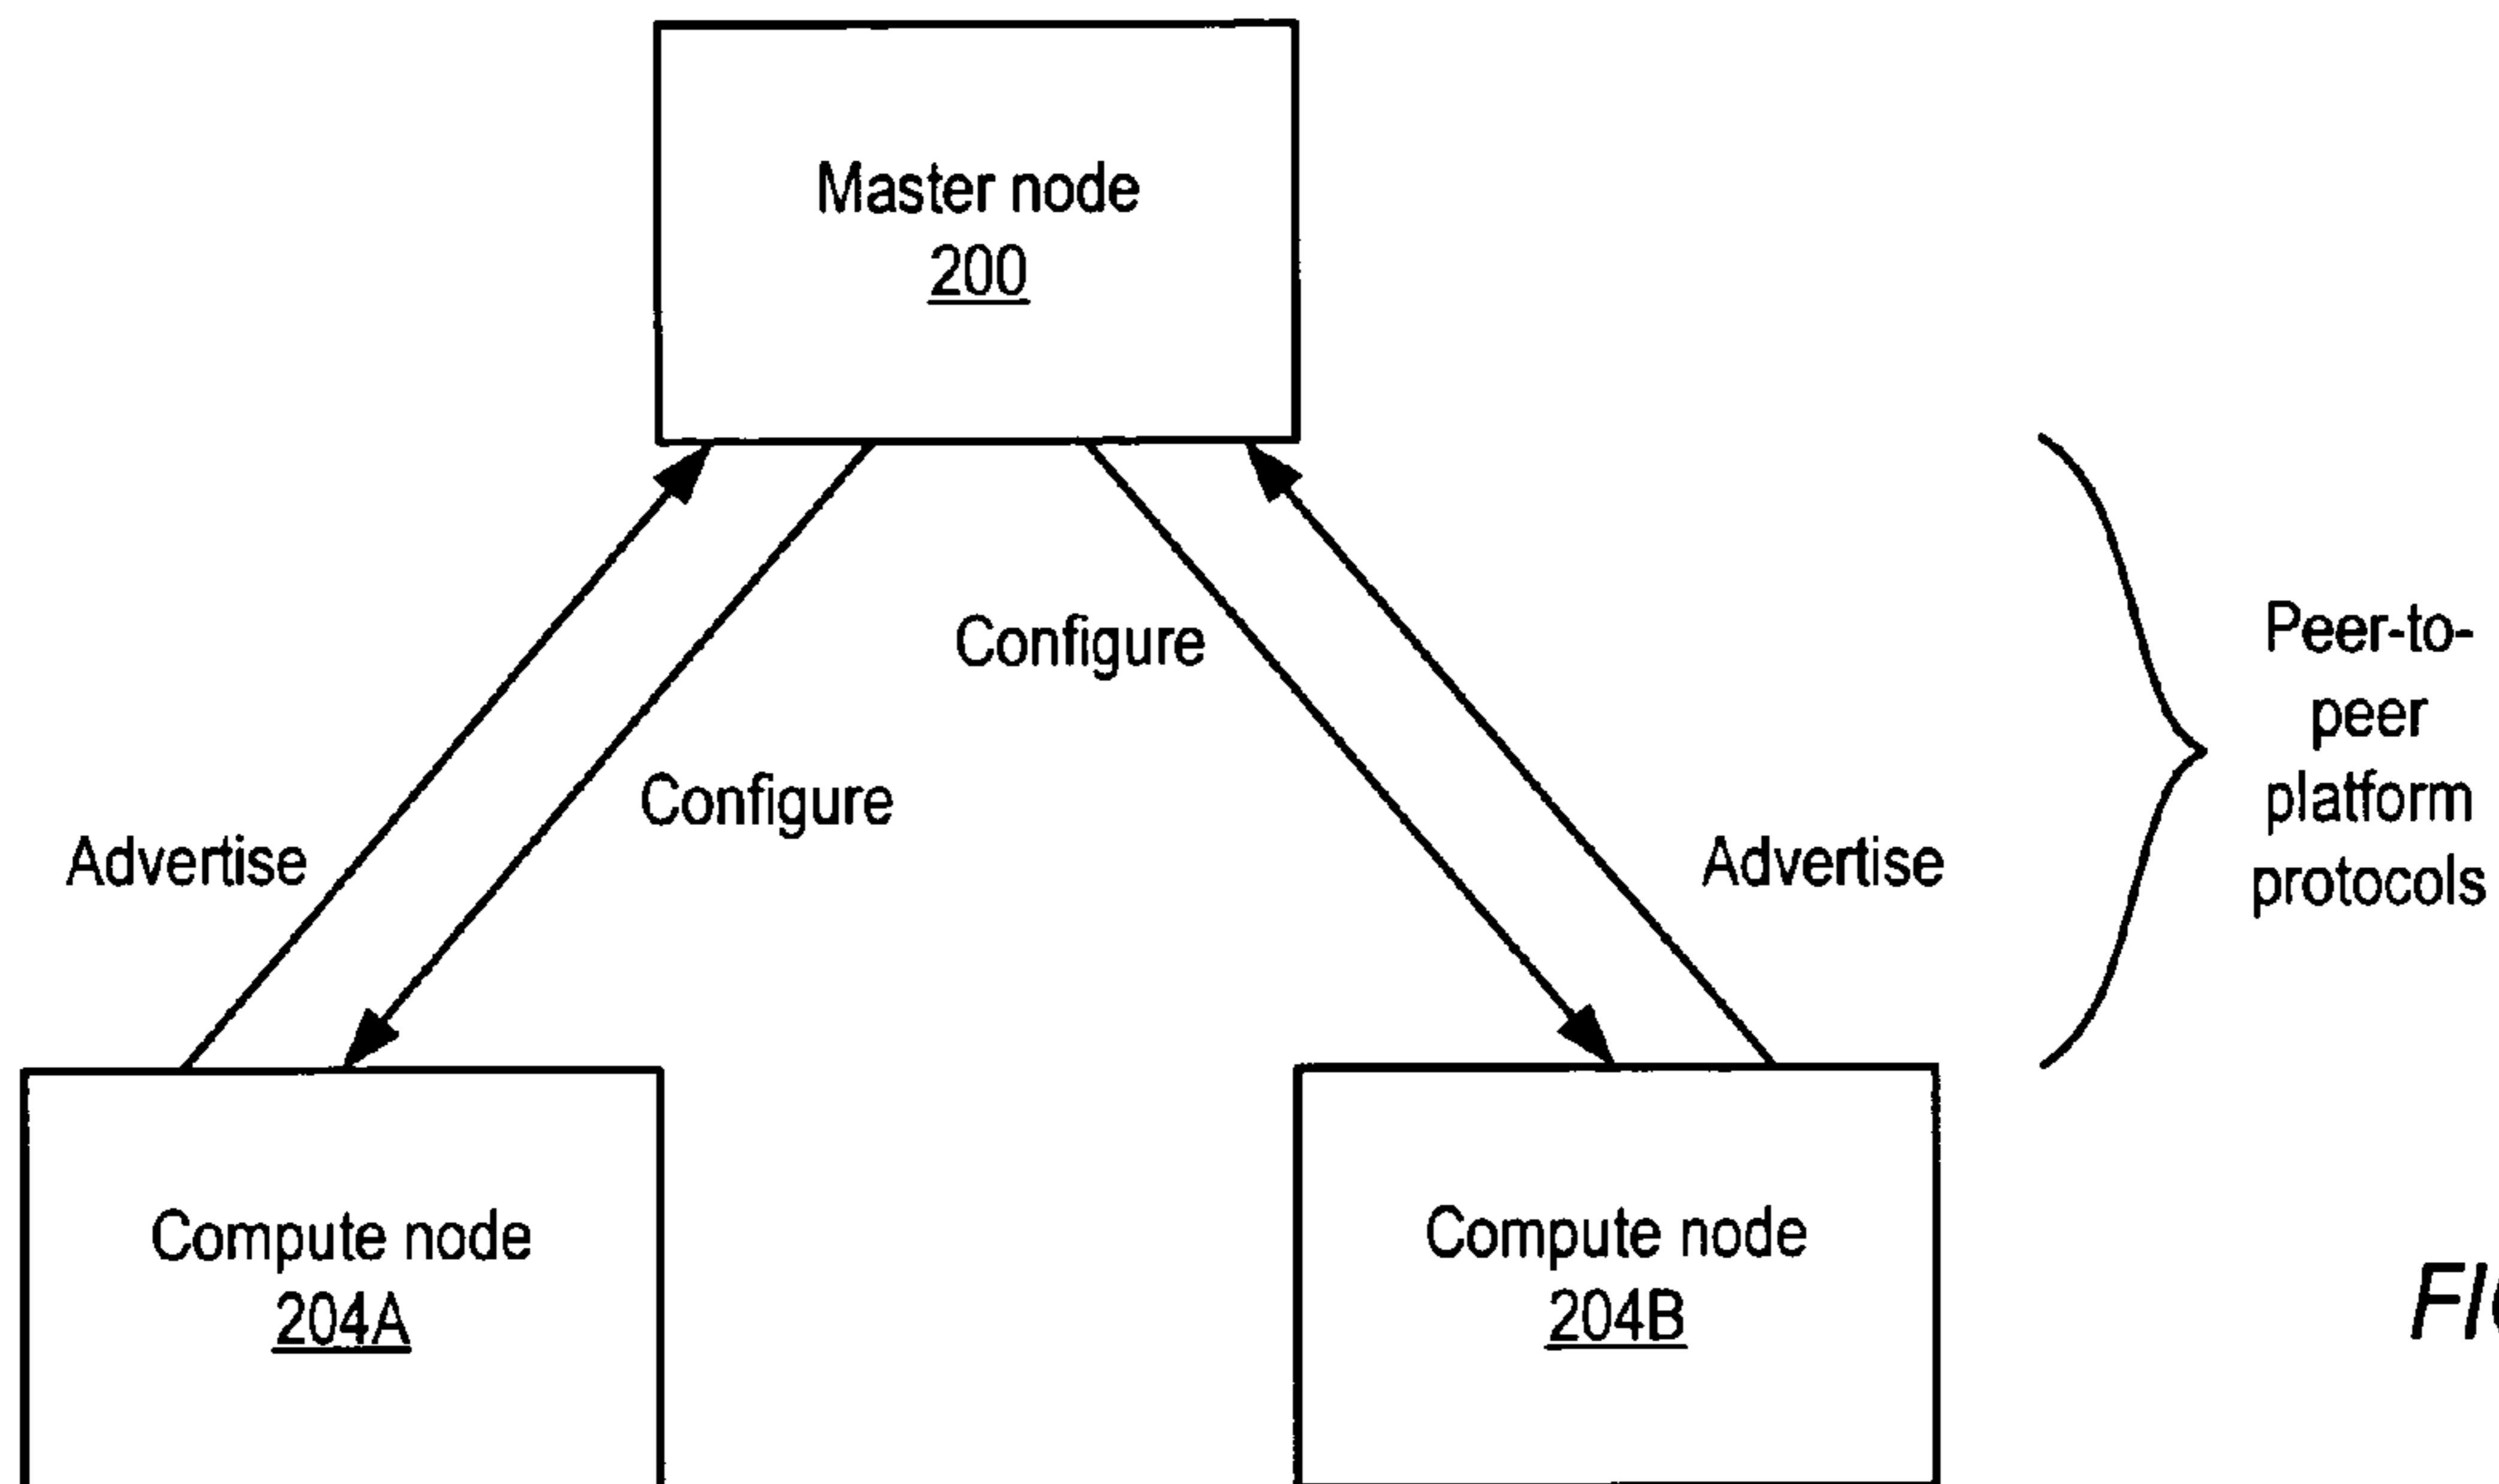 Master node
200
Configure
Configure
Advertise
Advertise
Peer-to-
peer
platform
protocols
Compute node
204A
Compute node
204B